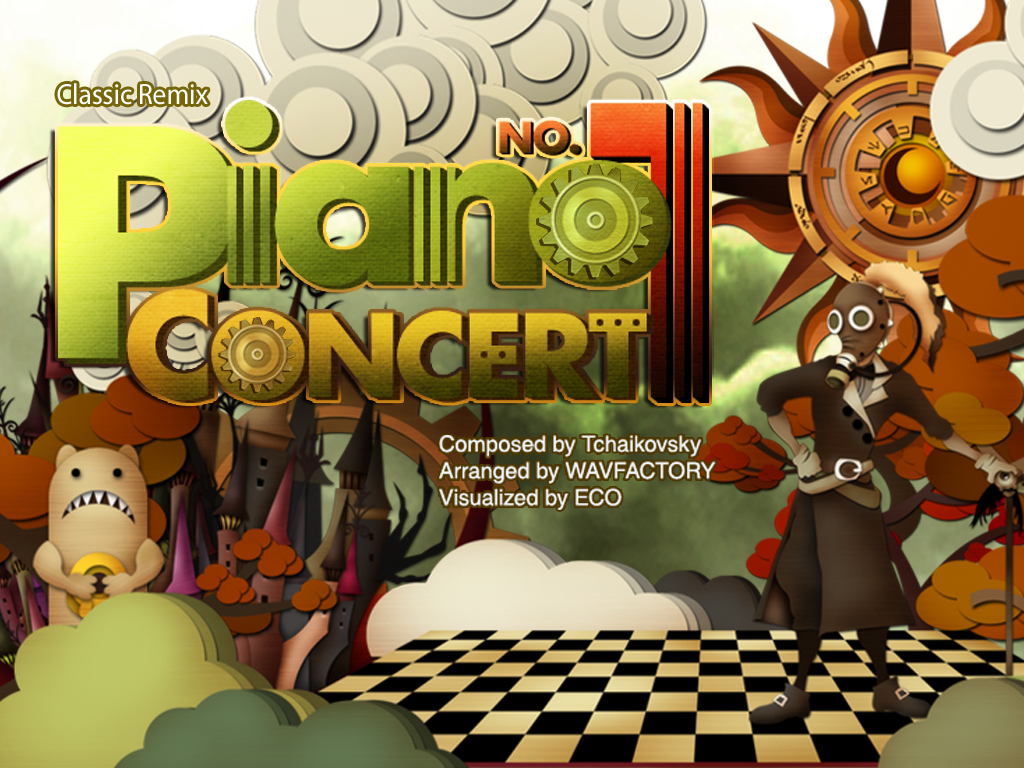 Classic Remix
Piano NO.1
CONCERT
Composed by Tchaikovsky
Arranged by WAVFACTORY
Visualized by ECO